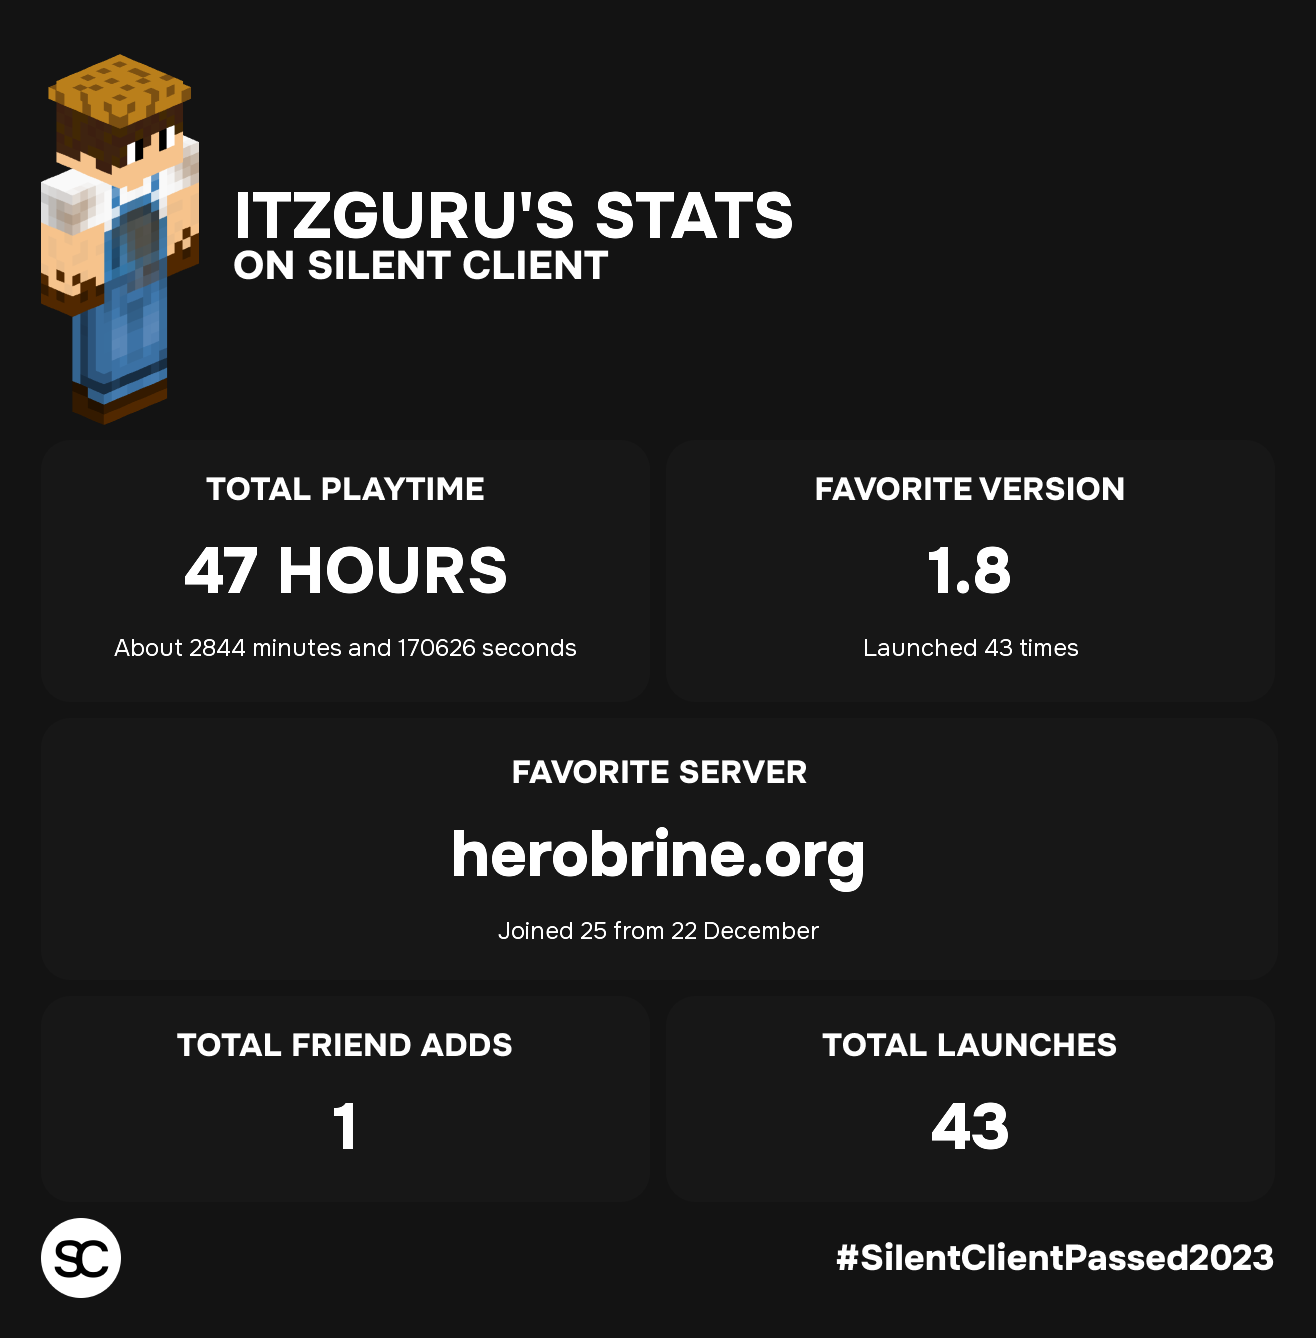 ITZGURU'S STATS
ON SILENT CLIENT
TOTAL PLAYTIME
47 HOURS
About 2844 minutes and 170626 seconds
FAVORITE VERSION
1.8
Launched 43 times
FAVORITE SERVER
herobrine.org
Joined 25 from 22 December
TOTAL FRIEND ADDS
1
TOTAL LAUNCHES
43
SC
#SilentClientPassed2023